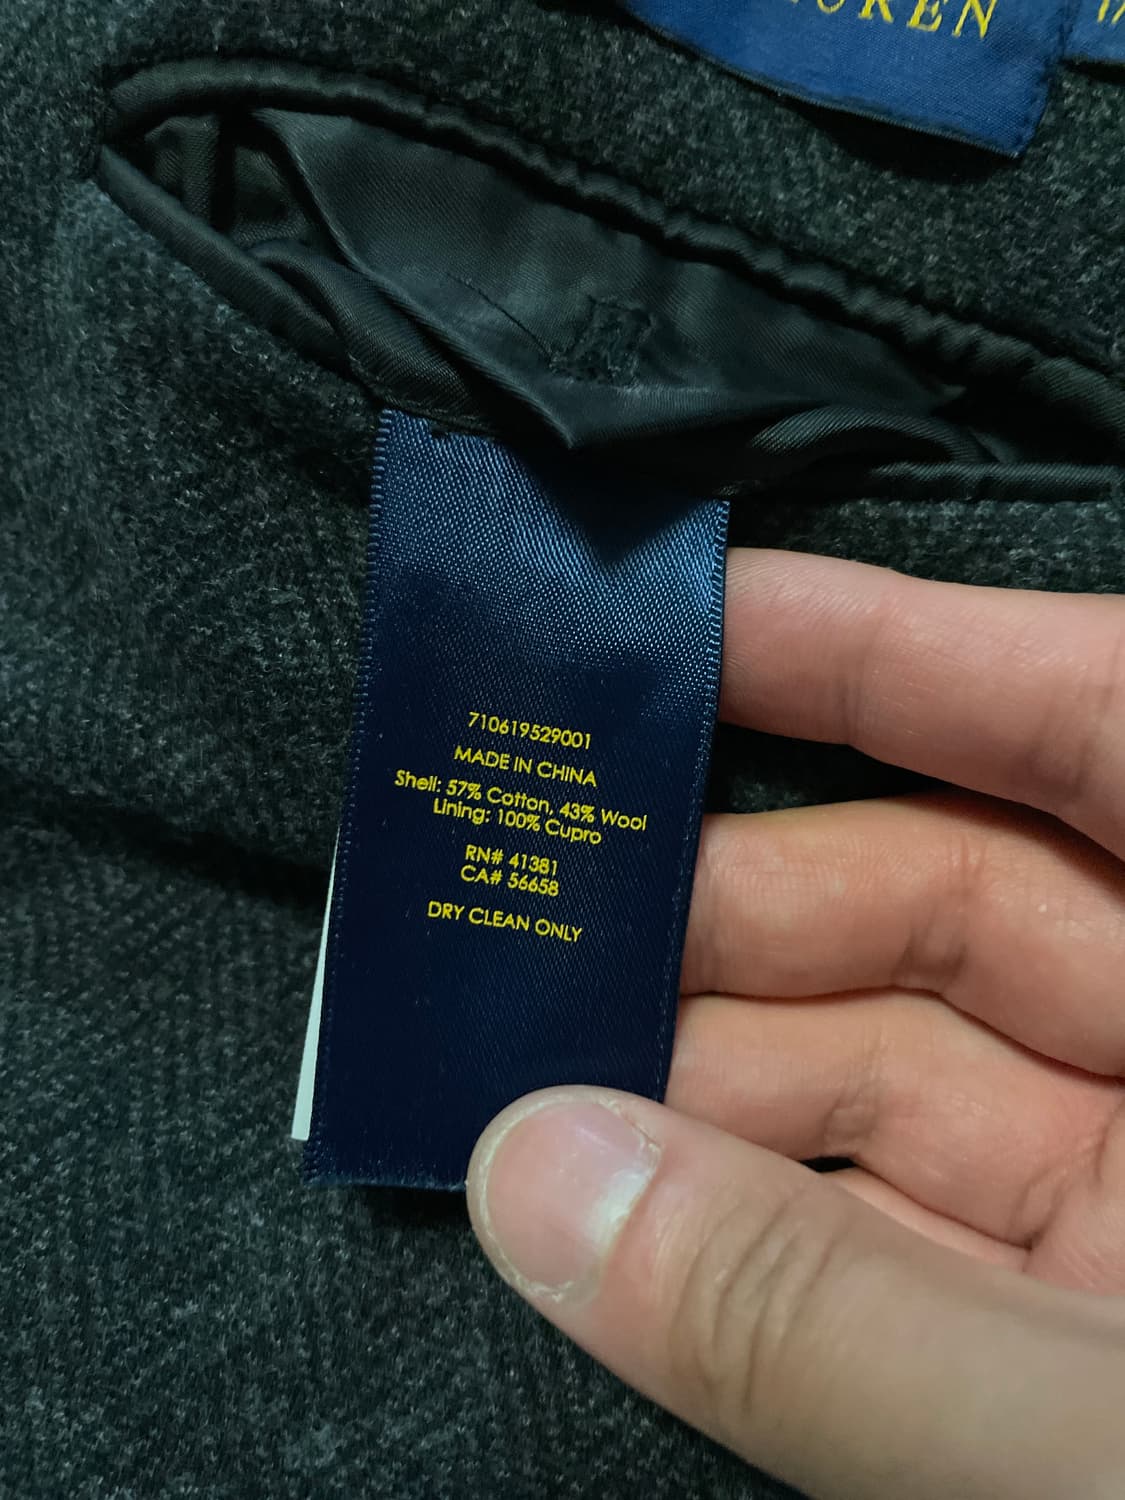 710619529001
MADE IN CHINA
Shell: 57% Cotton, 43% Wool
Lining: 100% Cupro
RN# 41381
CA# 56658
DRY CLEAN ONLY